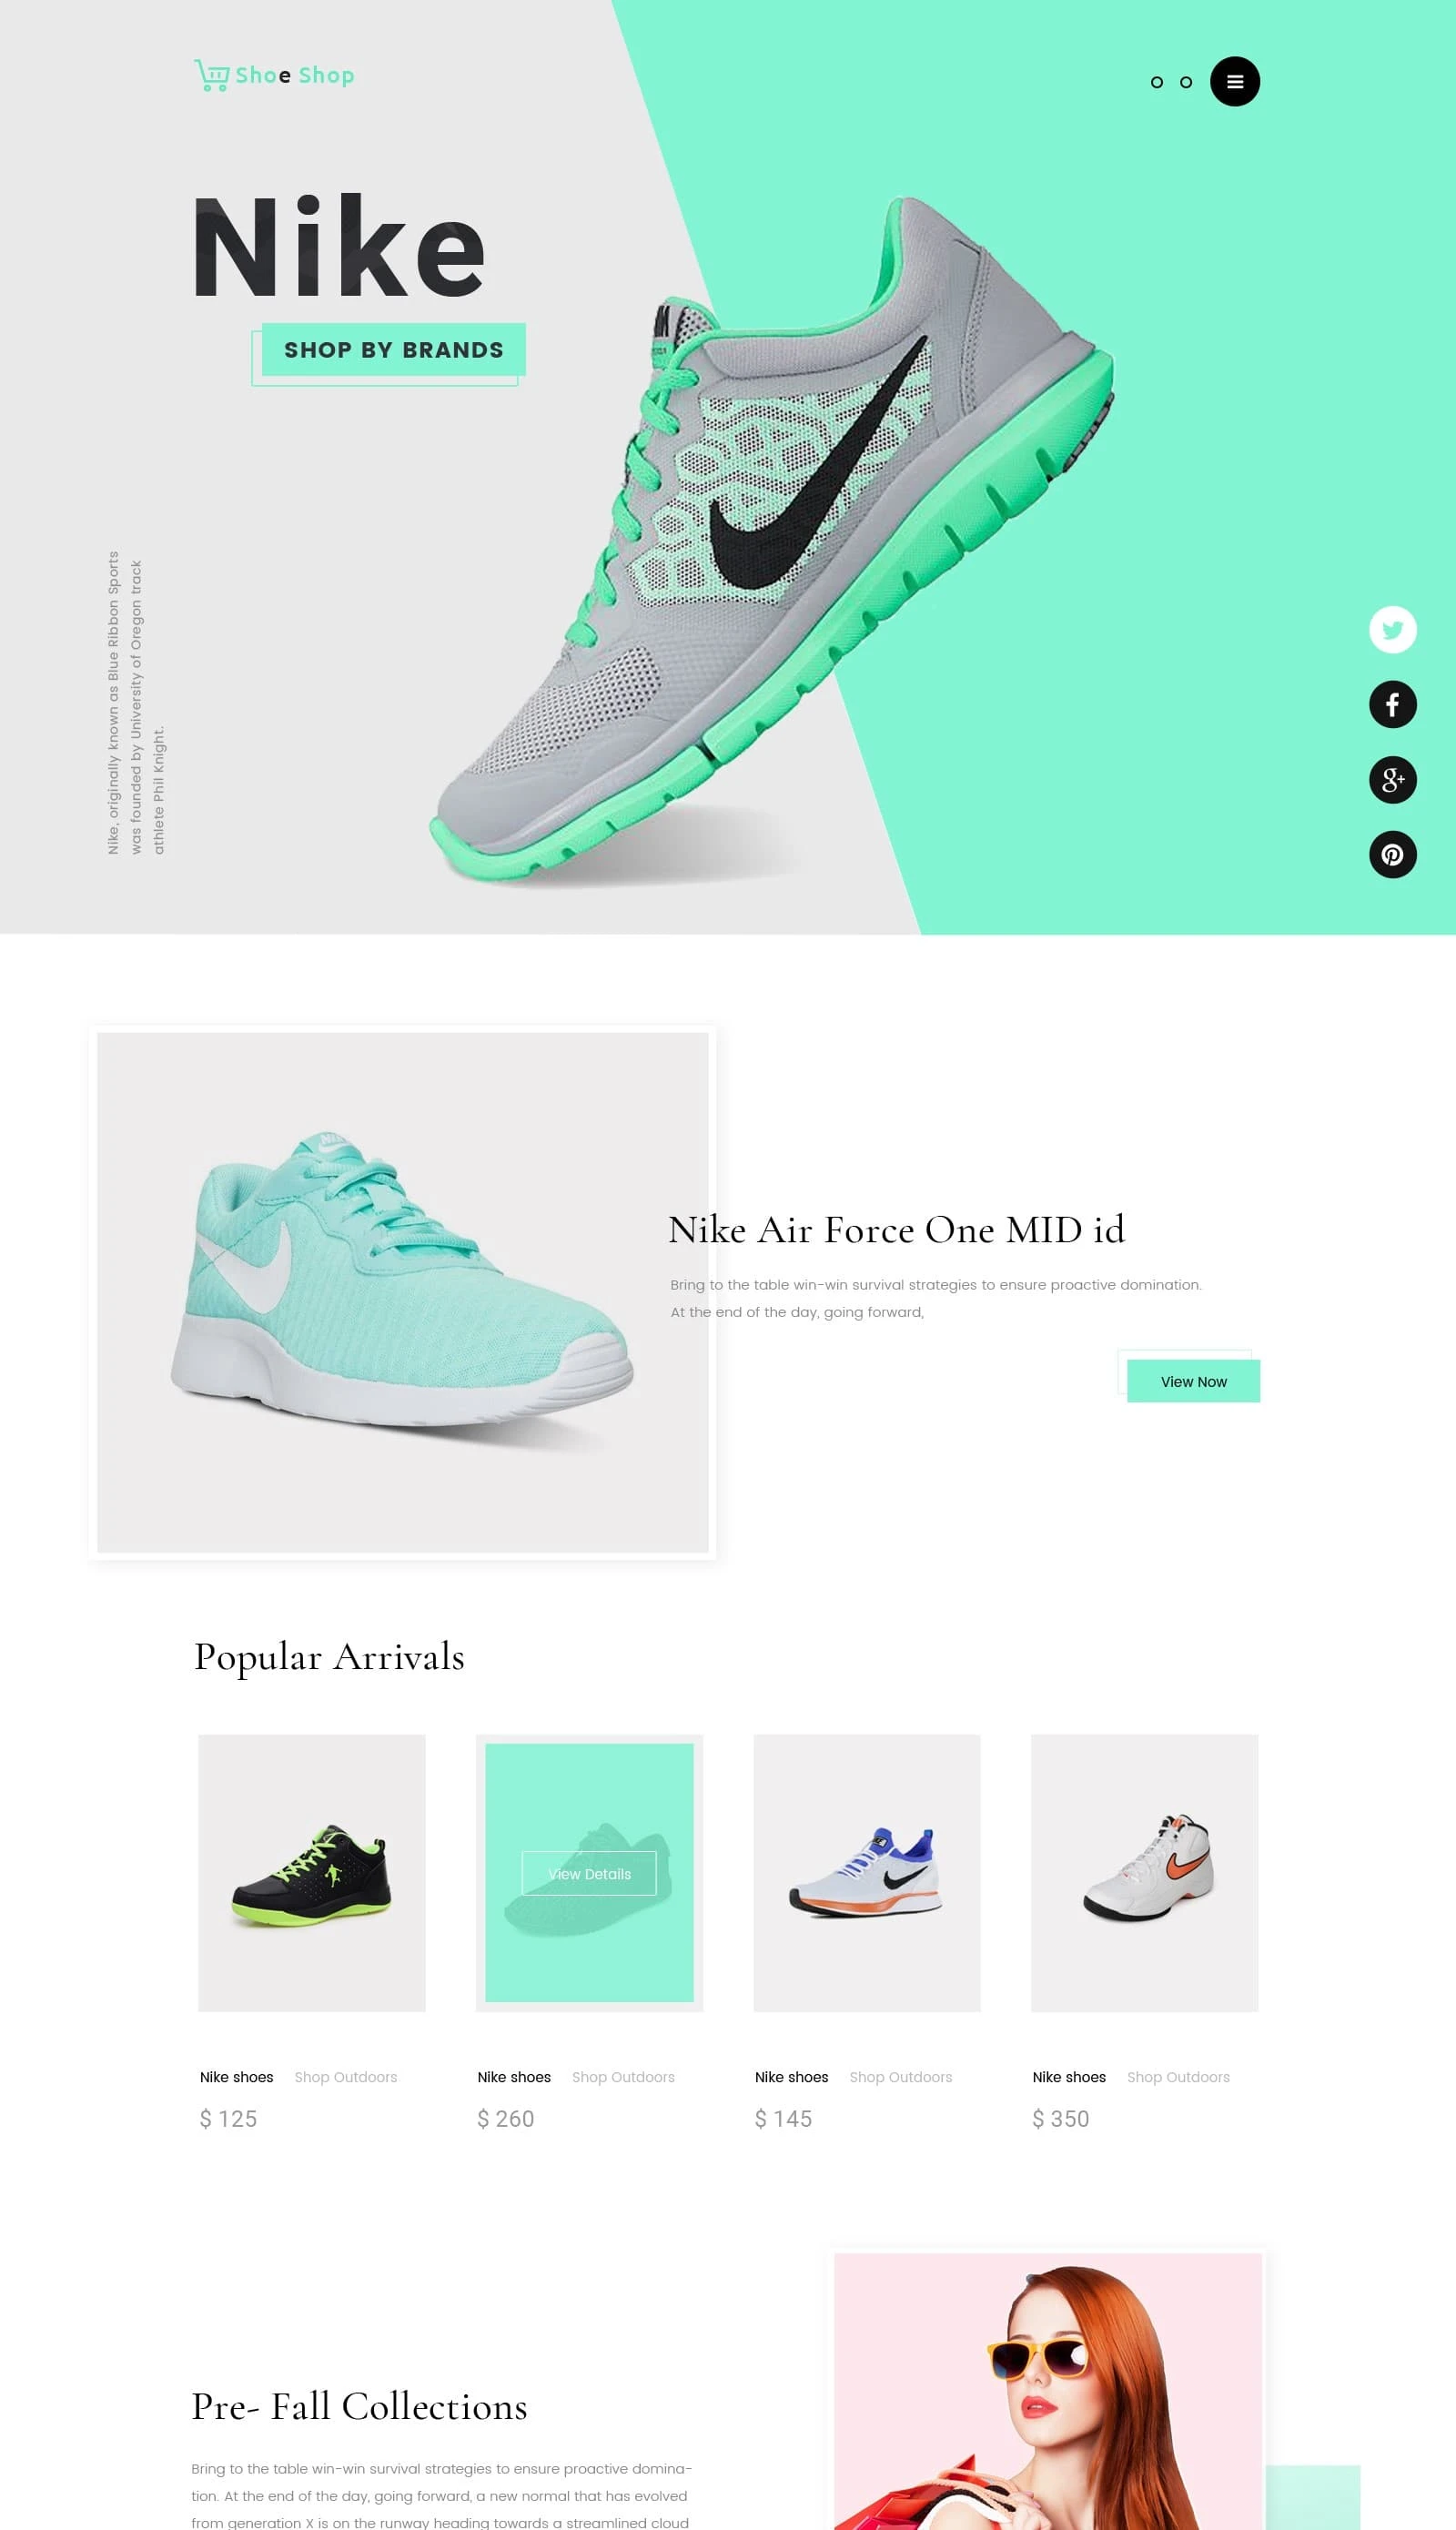 Shoe Shop
Nike
SHOP BY BRANDS
Nike, originally known as Blue Ribbon Sports
was founded by University of Oregon track
athlete Phil Knight.
Nike Air Force One MID id
Bring to the table win-win survival strategies to ensure proactive domination.
At the end of the day, going forward,
View Now
Popular Arrivals
View Details
Nike shoes Shop Outdoors
$ 125
Nike shoes Shop Outdoors
$ 260
Nike shoes Shop Outdoors
$ 145
Nike shoes Shop Outdoors
$ 350
Pre- Fall Collections
Bring to the table win-win survival strategies to ensure proactive domina-
tion. At the end of the day, going forward, a new normal that has evolved
from generation X is on the runway heading towards a streamlined cloud